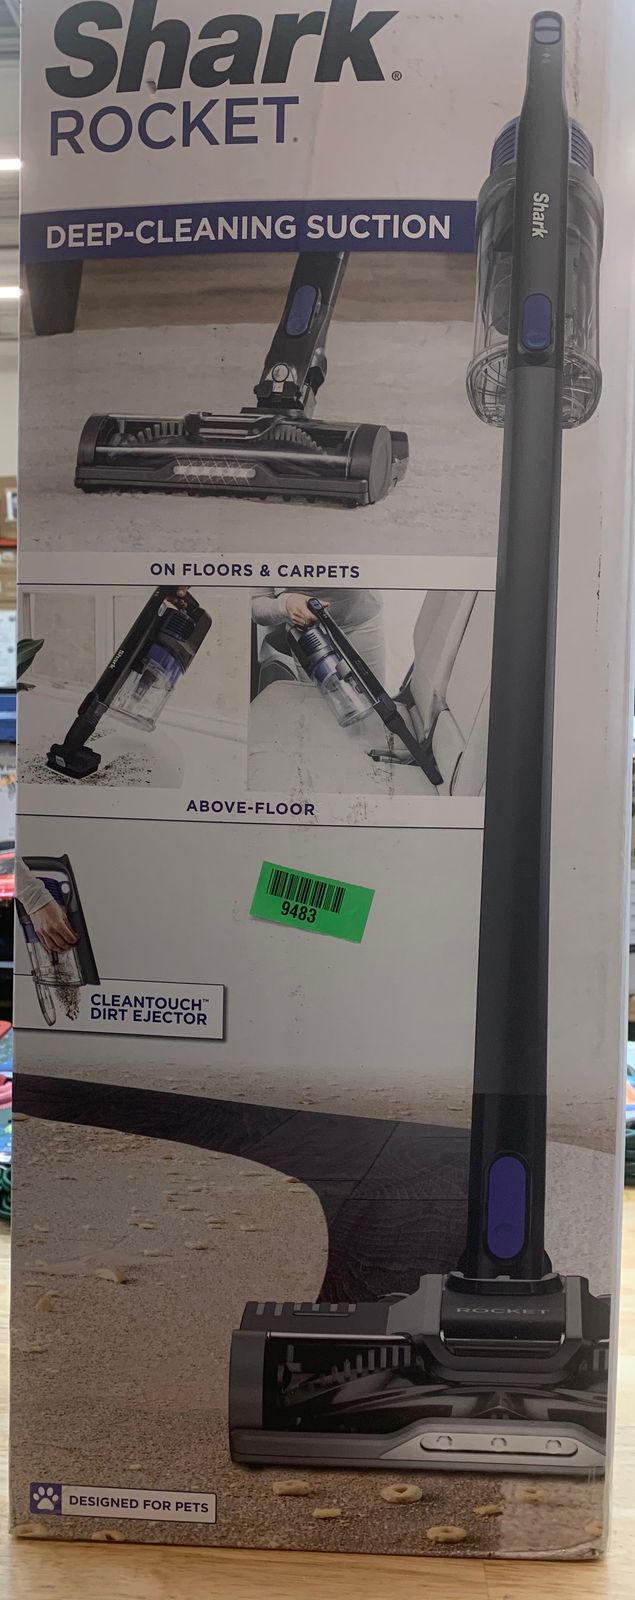 Shark®
ROCKET®
DEEP-CLEANING SUCTION
Shark
ON FLOORS & CARPETS
Shark
ABOVE-FLOOR
9483
CLEANTOUCH™
DIRT EJECTOR
ROCKET
DESIGNED FOR PETS